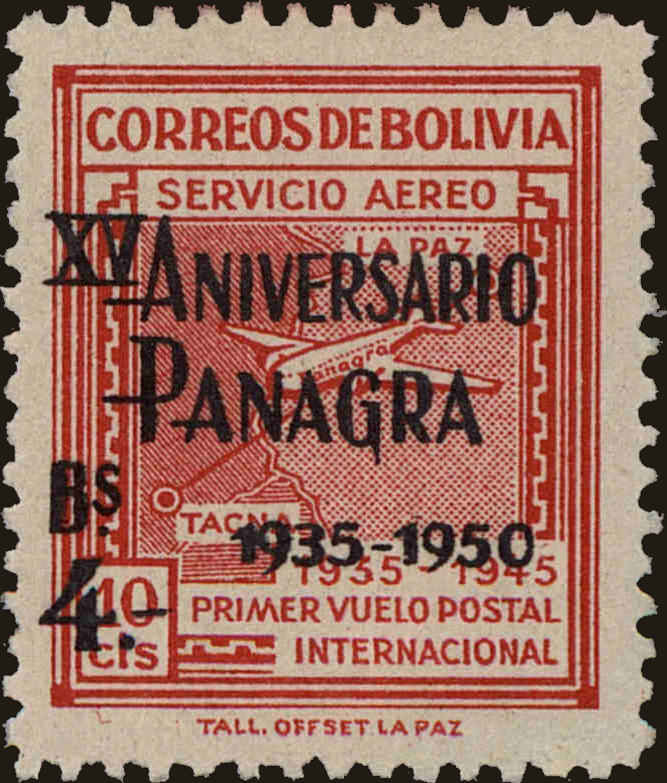 CORREOS DE BOLIVIA
SERVICIO AEREO
LA PAZ
XV ANIVERSARIO
Panagra
PANAGRA
Bs.
TACNA
1935-1950
1935 1945
4.-
10
cts
PRIMER VUELO POSTAL
INTERNACIONAL
TALL. OFFSET LA PAZ